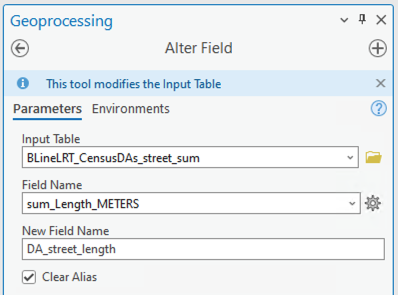 Geoprocessing
Alter Field
This tool modifies the Input Table
Parameters Environments
Input Table
BLineLRT_CensusDAs_street_sum
Field Name
sum_Length_METERS
New Field Name
DA_street_length
Clear Alias